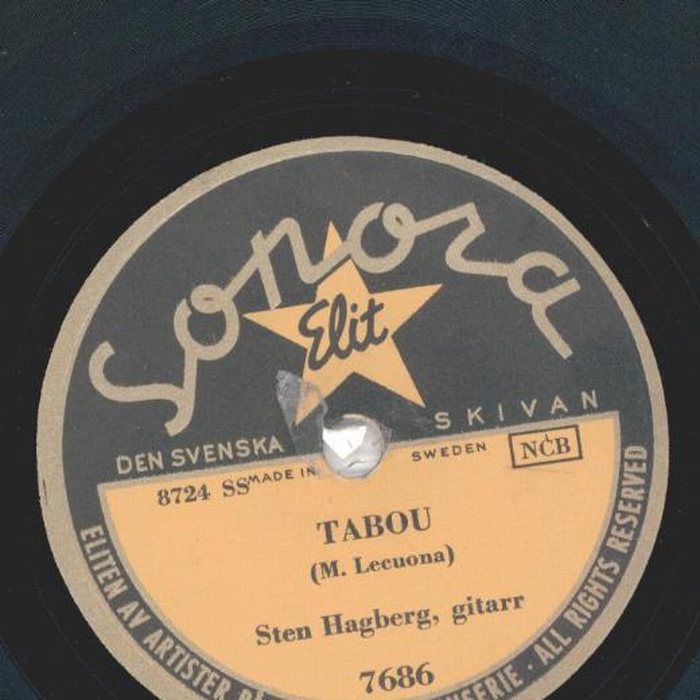 Sonora
Elit
DEN SVENSKA SKIVAN
8724 SS MADE IN SWEDEN NCB
TABOU
(M. Lecuona)
Sten Hagberg, gitarr
7686
ELITEN AV ARTISTER PÅ
SERIE · ALL RIGHTS RESERVED